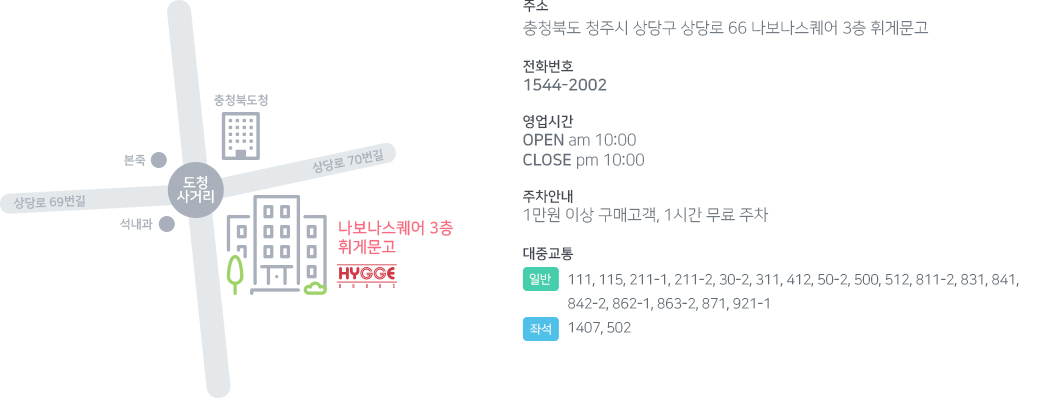 충청북도청
본죽
도청
사거리
상당로 70번길
상당로 69번길
석내과
나보나스퀘어 3층
휘게문고
HYGGE
BOOKS
주소
충청북도 청주시 상당구 상당로 66 나보나스퀘어 3층 휘게문고
전화번호
1544-2002
영업시간
OPEN am 10:00
CLOSE pm 10:00
주차안내
1만원 이상 구매고객, 1시간 무료 주차
대중교통
일반 111, 115, 211-1, 211-2, 30-2, 311, 412, 50-2, 500, 512, 811-2, 831, 841,
842-2, 862-1, 863-2, 871, 921-1
좌석 1407, 502